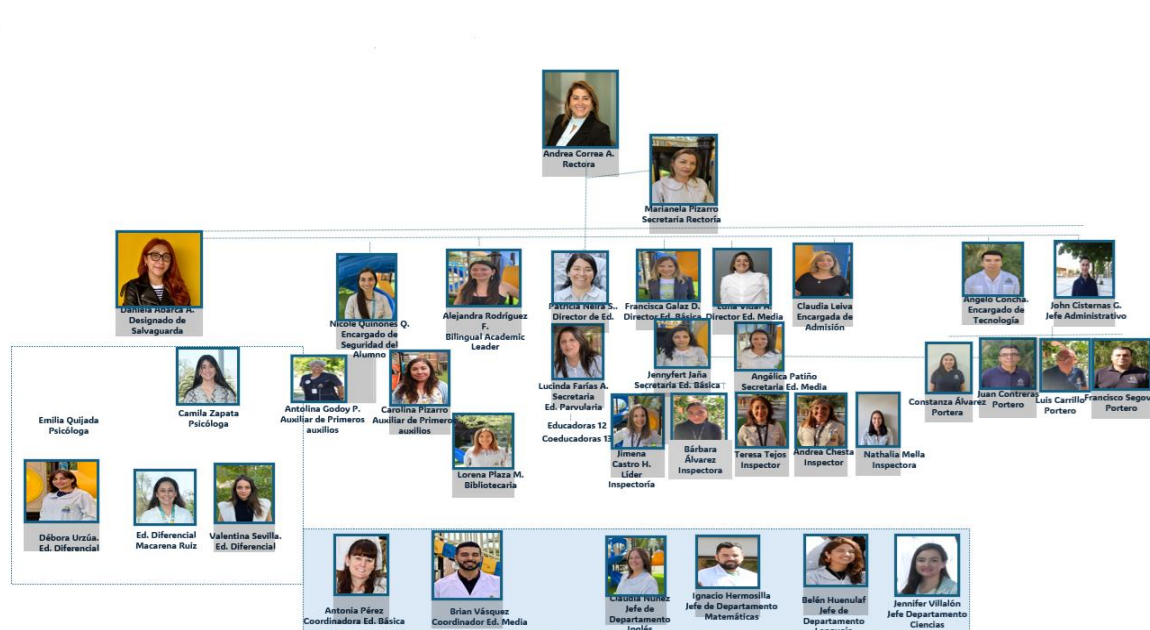 Andrea Correa A.
Rectora
Marianela Pizarro
Secretaria Rectoría
Daniela Abarca A.
Designado de
Salvaguarda
Nicole Quiñones Q.
Encargado de
Seguridad del
Alumno
Alejandra Rodríguez
F.
Bilingual Academic
Leader
Patricia Neira S..
Director de Ed.
Francisca Galaz D.
Director Ed. Básica
Vidal
Director Ed. Media
Claudia Leiva
Encargada de
Admisión
Angelo Concha.
Encargado de
Tecnología
John Cisternas G.
Jefe Administrativo
Lucinda Farías A.
Secretaria
Ed. Parvularia
Jennyfert Jaña
Secretaria Ed. Básica
Angélica Patiño
Secretaria Ed. Media
Constanza Álvarez
Portera
Juan Contreras
Portero
Luis Carrillo
Portero
Francisco Segov
Portero
Emilia Quijada
Psicóloga
Camila Zapata
Psicóloga
Antolina Godoy P.
Auxiliar de Primeros
auxilios
Carolina Pizarro
Auxiliar de Primeros
auxilios
Educadoras 12
Coeducadoras 13
Jimena
Castro H.
Líder
Inspectoría
Bárbara
Álvarez
Inspectora
Teresa Tejos
Inspector
Andrea Chesta
Inspector
Nathalia Mella
Inspectora
Lorena Plaza M.
Bibliotecaria
Débora Urzúa.
Ed. Diferencial
Ed. Diferencial
Macarena Ruiz
Valentina Sevilla.
Ed. Diferencial
Antonia Pérez
Coordinadora Ed. Básica
Brian Vásquez
Coordinador Ed. Media
Claudia Núñez
Jefe de
Departamento
Inglés
Ignacio Hermosilla
Jefe de Departamento
Matemáticas
Belén Huenulaf
Jefe de
Departamento
Jennifer Villalón
Jefe Departamento
Ciencias